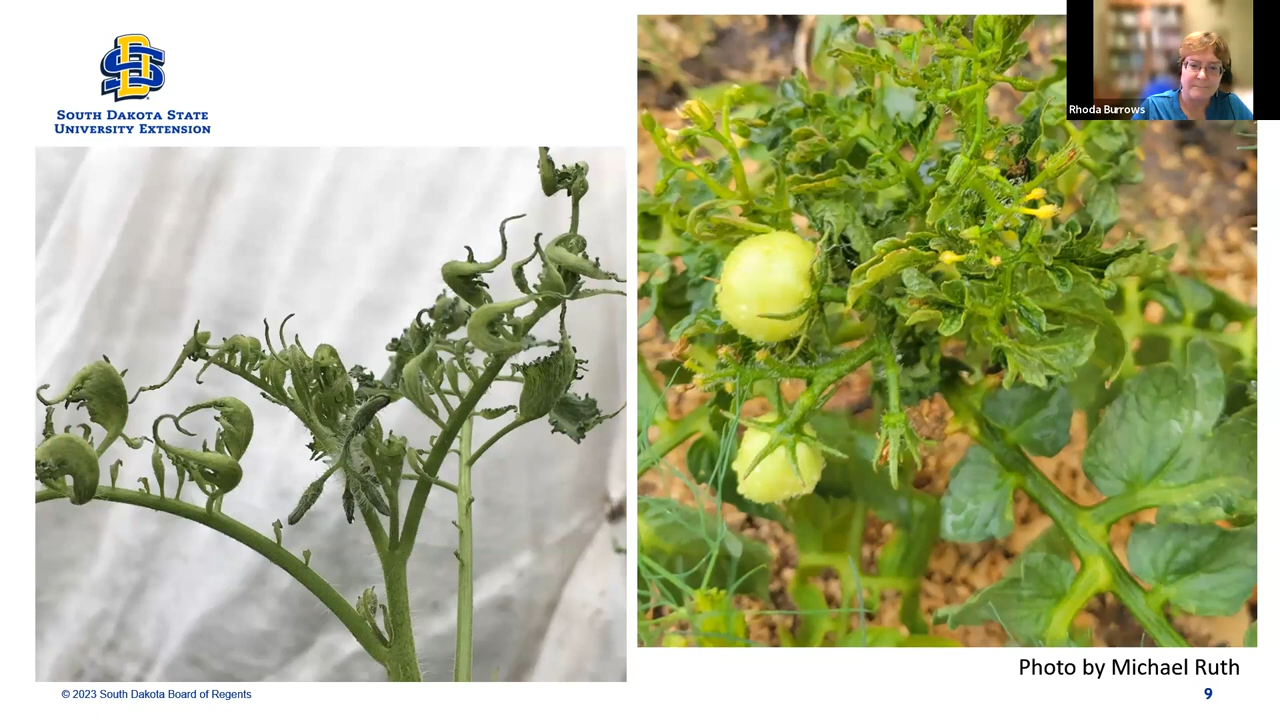 SOUTH DAKOTA STATE
UNIVERSITY EXTENSION
Rhoda Burrows
Photo by Michael Ruth
© 2023 South Dakota Board of Regents
9